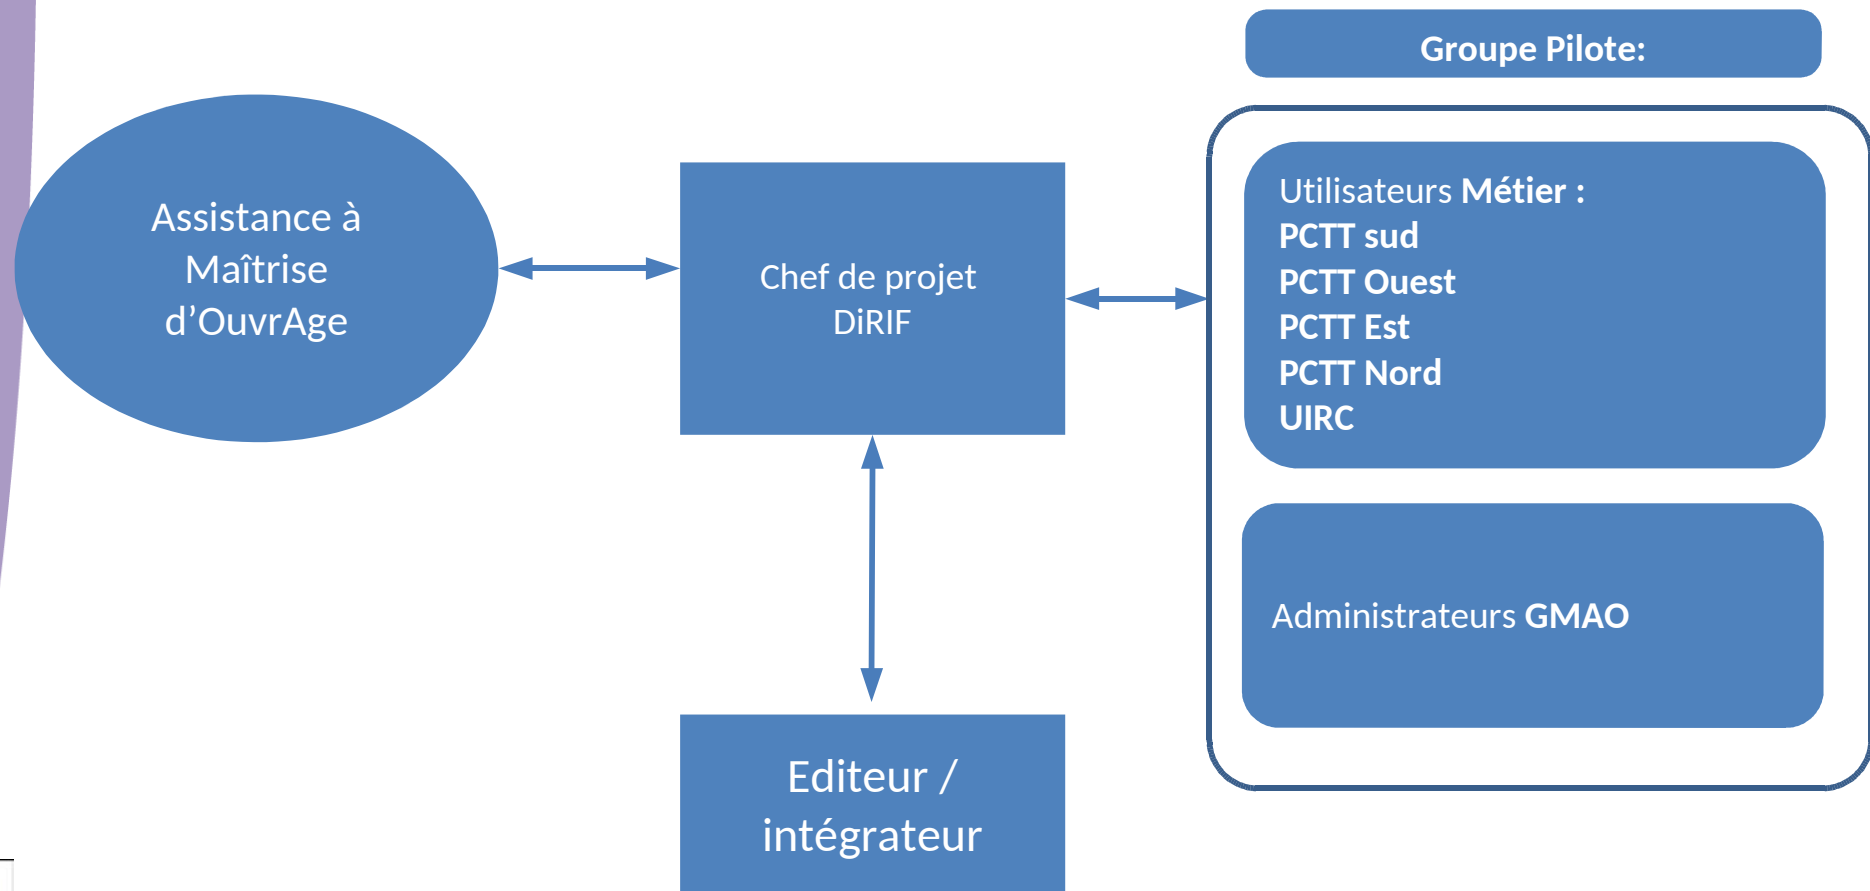 Groupe Pilote:
Assistance à
Maîtrise
d’OuvrAge
Chef de projet
DiRIF
Utilisateurs Métier :
PCTT sud
PCTT Ouest
PCTT Est
PCTT Nord
UIRC
Administrateurs GMAO
Editeur /
intégrateur